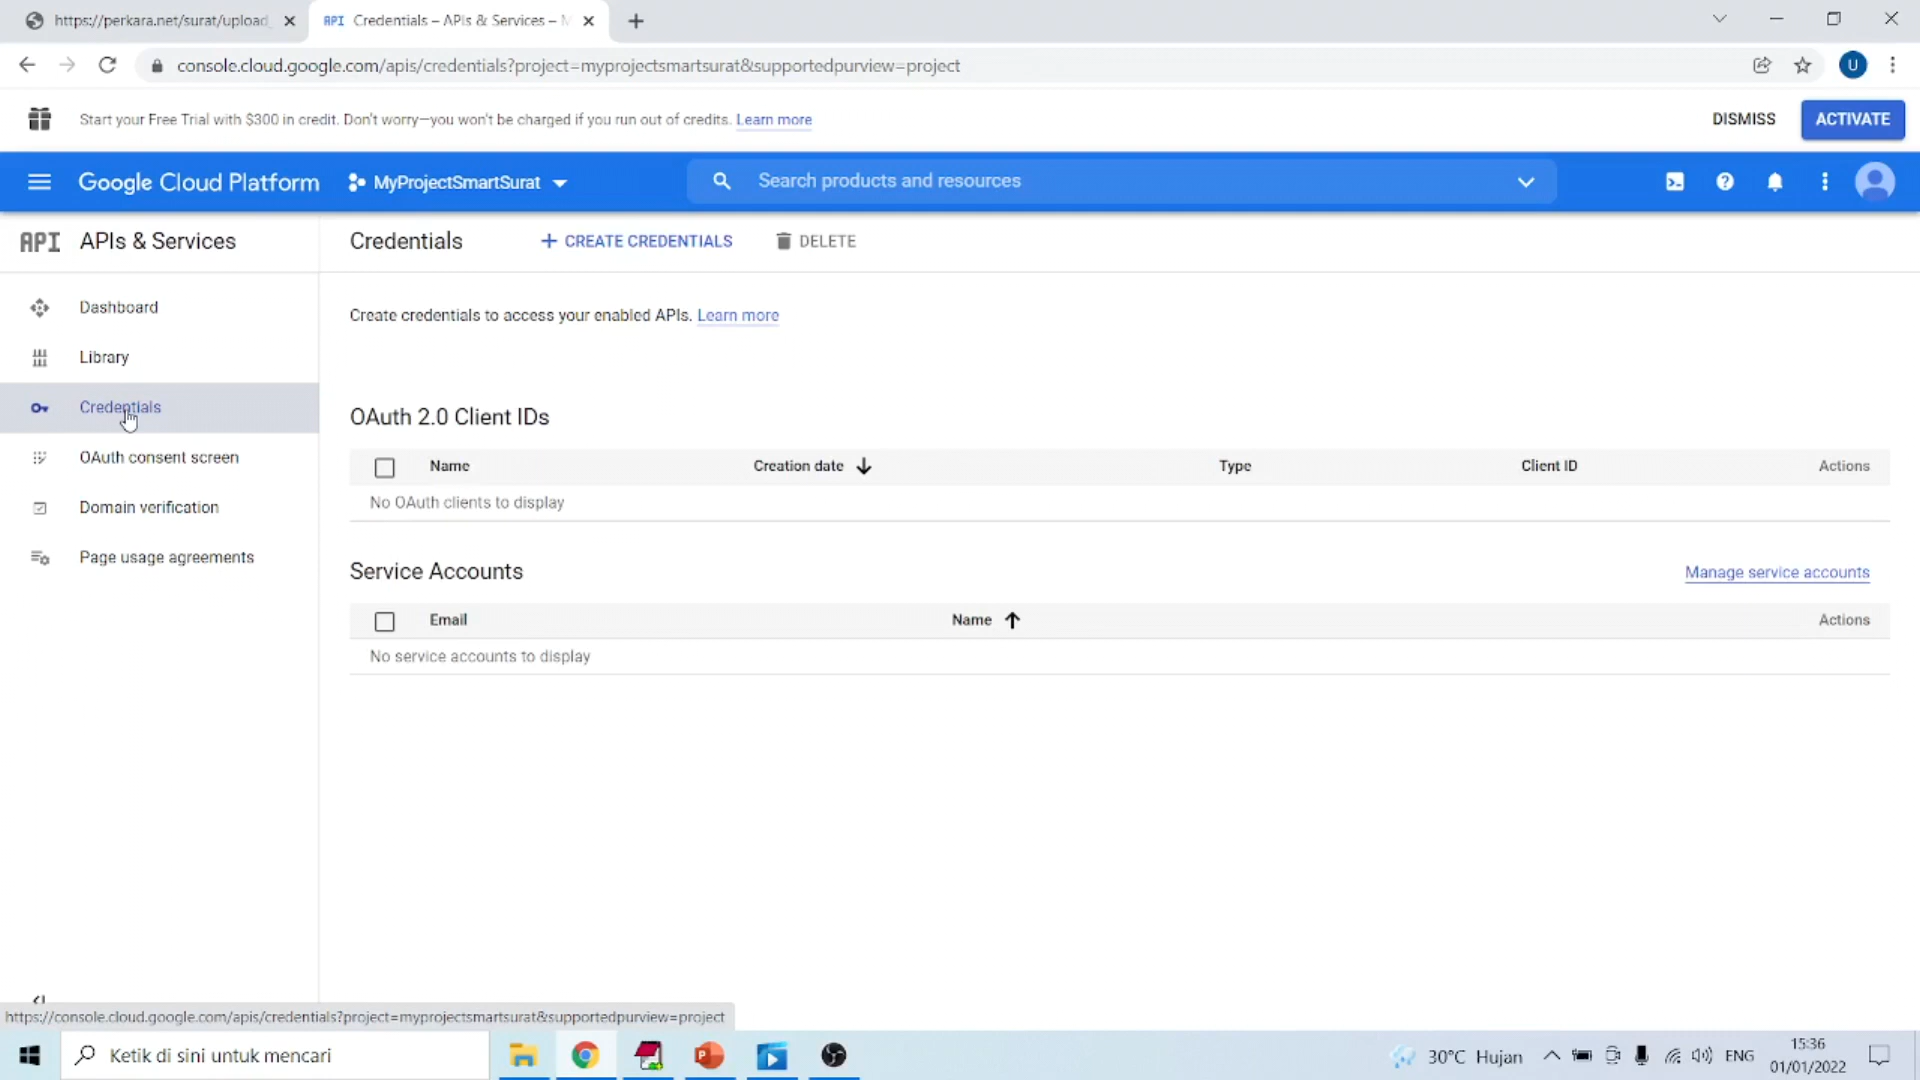 https://perkara.net/surat/upload_
API Credentials – APIs & Services – M
console.cloud.google.com/apis/credentials?project=myprojectsmartsurat&supportedpurview=project
U
Start your Free Trial with $300 in credit. Don't worry—you won't be charged if you run out of credits. Learn more
DISMISS
ACTIVATE
Google Cloud Platform
MyProjectSmartSurat
Search products and resources
API APIs & Services
Credentials
CREATE CREDENTIALS
DELETE
Dashboard
Library
Credentials
OAuth consent screen
Domain verification
Page usage agreements
Create credentials to access your enabled APIs. Learn more
OAuth 2.0 Client IDs
Name Creation date Type Client ID Actions
No OAuth clients to display
Service Accounts
Manage service accounts
Email Name Actions
No service accounts to display
https://console.cloud.google.com/apis/credentials?project=myprojectsmartsurat&supportedpurview=project
Ketik di sini untuk mencari
30°C Hujan
ENG
15:36
01/01/2022